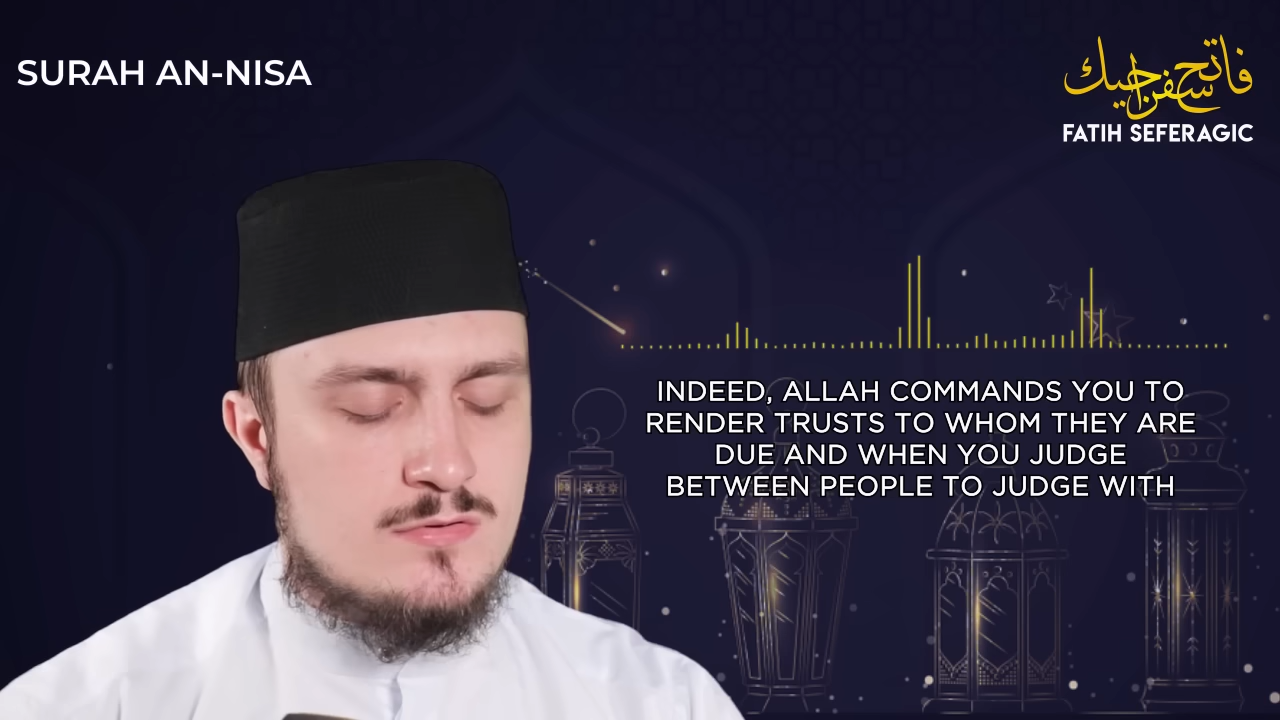 SURAH AN-NISA
فاتح سفراجيك
FATIH SEFERAGIC
INDEED, ALLAH COMMANDS YOU TO
RENDER TRUSTS TO WHOM THEY ARE
DUE AND WHEN YOU JUDGE
BETWEEN PEOPLE TO JUDGE WITH